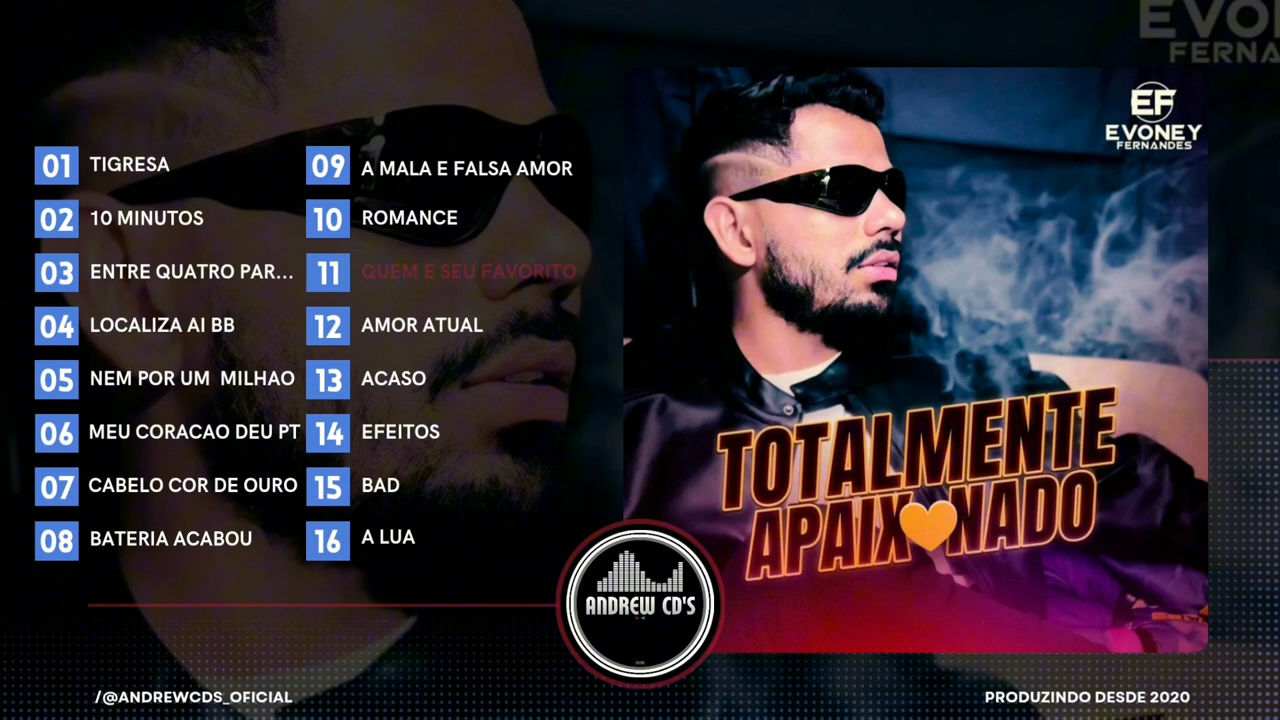 EVO
FERNA
01 TIGRESA
02 10 MINUTOS
03 ENTRE QUATRO PAR...
04 LOCALIZA AI BB
05 NEM POR UM MILHAO
06 MEU CORACAO DEU PT
07 CABELO COR DE OURO
08 BATERIA ACABOU
09 A MALA E FALSA AMOR
10 ROMANCE
11 QUEM E SEU FAVORITO
12 AMOR ATUAL
13 ACASO
14 EFEITOS
15 BAD
16 A LUA
EF
EVONEY
FERNANDES
TOTALMENTE
APAIX🧡NADO
ANDREW CD'S
/@ANDREWCDS_OFICIAL
PRODUZINDO DESDE 2020